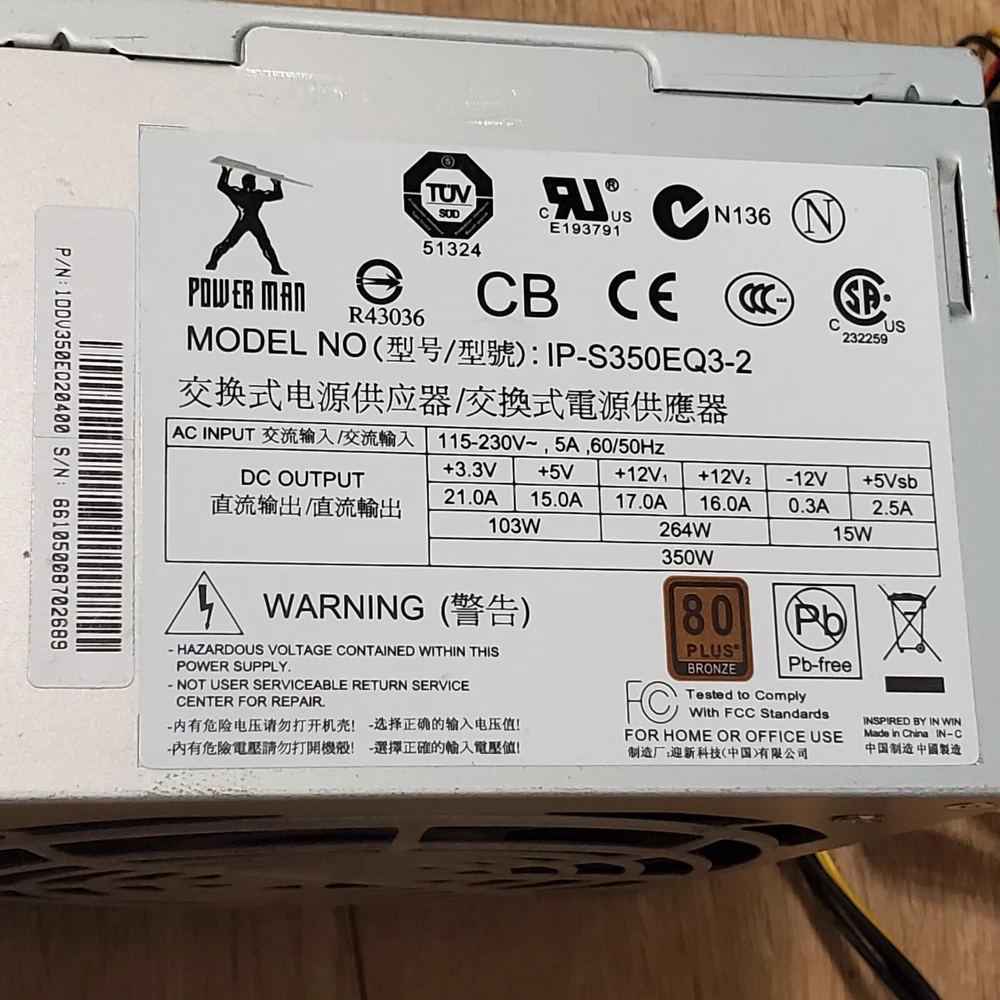 P/N:1DDV350EQ20400 S/N: 66105008702689
POWER MAN
TÜV
SÜD
51324
R43036
C US
E193791
N136
N
CB
CE
CCC
SA
C US
232259
MODEL NO(型号/型號): IP-S350EQ3-2
交換式电源供应器/交換式電源供應器
AC INPUT 交流输入/交流輸入 115-230V~ , 5A ,60/50Hz
DC OUTPUT
直流输出/直流輸出
+3.3V +5V +12V₁ +12V₂ -12V +5Vsb
21.0A 15.0A 17.0A 16.0A 0.3A 2.5A
103W 264W 15W
350W
WARNING (警告)
- HAZARDOUS VOLTAGE CONTAINED WITHIN THIS
POWER SUPPLY.
- NOT USER SERVICEABLE RETURN SERVICE
CENTER FOR REPAIR.
-内有危险电压请勿打开机壳! -选择正确的输入电压值!
-內有危險電壓請勿打開機殼! -選擇正確的輸入電壓值!
80
PLUS®
BRONZE
Pb
Pb-free
FC Tested to Comply
With FCC Standards
FOR HOME OR OFFICE USE
制造厂:迎新科技(中国)有限公司
INSPIRED BY IN WIN
Made in China IN-C
中国制造 中國製造